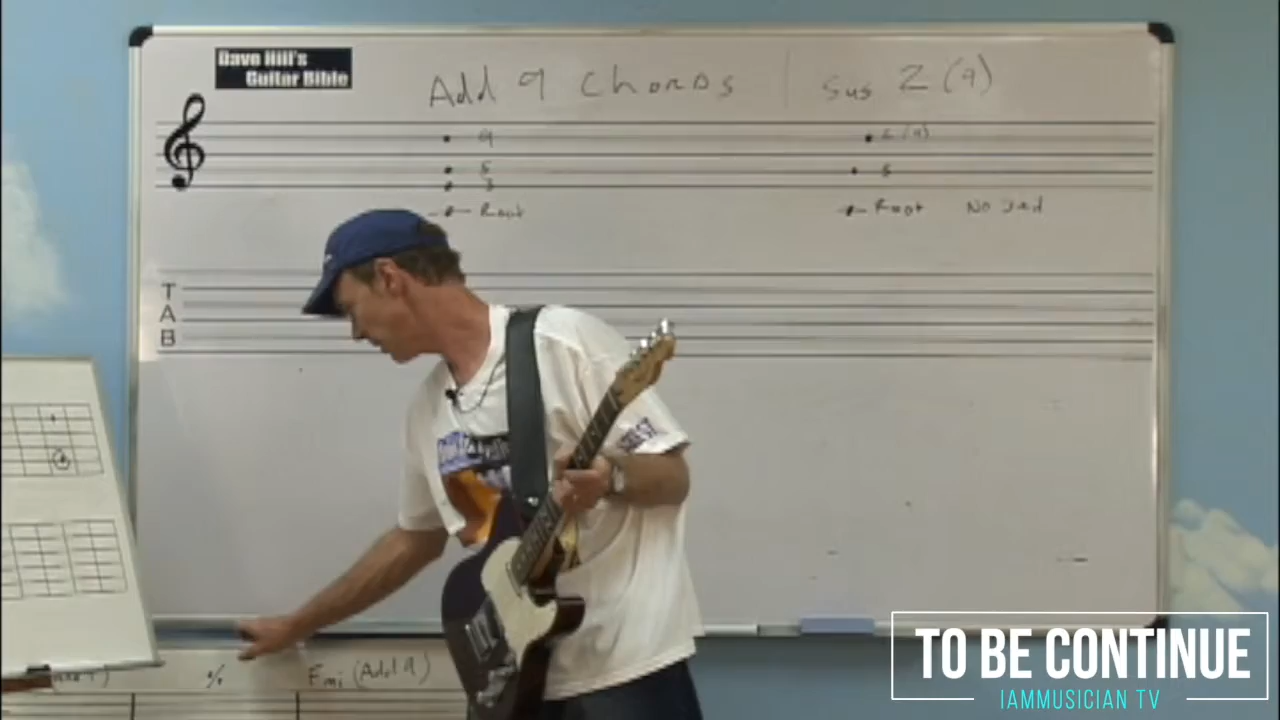 Dave Hill's
Guitar Bible
Add 9 Chords | Sus 2 (9)
9
5
3
Root
2 (9)
5
Root No 3rd
T
A
B
Fmi (Add 9)
TO BE CONTINUE
IAMMUSICIAN TV